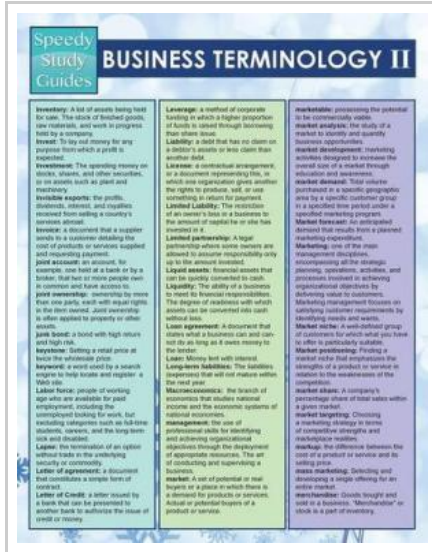 Speedy
Study
Guides
BUSINESS TERMINOLOGY II
Inventory: A list of assets being held
for sale. The stock of finished goods,
raw materials, and work in progress
held by a company.
Invest: To lay out money for any
purpose from which a profit is
expected.
Investment: The spending money on
stocks, shares, and other securities,
or on assets such as plant and
machinery.
Invisible exports: the profits,
dividends, interest, and royalties
received from selling a country's
services abroad.
Invoice: a document that a supplier
sends to a customer detailing the
cost of products or services supplied
and requesting payment.
joint account: an account, for
example, one held at a bank or by a
broker, that two or more people own
in common and have access to.
joint ownership: ownership by more
than one party, each with equal rights
in the item owned. Joint ownership
is often applied to property or other
assets.
junk bond: a bond with high return
and high risk.
keystone: Setting a retail price at
twice the wholesale price.
keyword: a word used by a search
engine to help locate and register a
Web site.
Labor force: people of working
age who are available for paid
employment, including the
unemployed looking for work, but
excluding categories such as full-time
students, careers, and the long-term
sick and disabled.
Lapse: the termination of an option
without trade in the underlying
security or commodity.
Letter of agreement: a document
that constitutes a simple form of
contract.
Letter of Credit: a letter issued by
a bank that can be presented to
another bank to authorize the issue of
credit or money.
Leverage: a method of corporate
funding in which a higher proportion
of funds is raised through borrowing
than share issue.
Liability: a debt that has no claim on
a debtor's assets or less claim than
another debt.
License: a contractual arrangement,
or a document representing this, in
which one organization gives another
the rights to produce, sell, or use
something in return for payment.
Limited Liability: The restriction
of an owner's loss in a business to
the amount of capital he or she has
invested in it.
Limited partnership: A legal
partnership where some owners are
allowed to assume responsibility only
up to the amount invested.
Liquid assets: financial assets that
can be quickly converted to cash.
Liquidity: The ability of a business
to meet its financial responsibilities.
The degree of readiness with which
assets can be converted into cash
without loss.
Loan agreement: A document that
states what a business can and can-
not do as long as it owes money to
the lender.
Loan: Money lent with interest.
Long-term liabilities: The liabilities
(expenses) that will not mature within
the next year
Macroeconomics: the branch of
economics that studies national
income and the economic systems of
national economies.
management: the use of
professional skills for identifying
and achieving organizational
objectives through the deployment
of appropriate resources. The art
of conducting and supervising a
business.
market: A set of potential or real
buyers or a place in which there is
a demand for products or services.
Actual or potential buyers of a
product or service.
marketable: possessing the potential
to be commercially viable.
market analysis: the study of a
market to identify and quantify
business opportunities.
market development: marketing
activities designed to increase the
overall size of a market through
education and awareness.
market demand: Total volume
purchased in a specific geographic
area by a specific customer group
in a specified time period under a
specified marketing program.
Market forecast: An anticipated
demand that results from a planned
marketing expenditure.
Marketing: one of the main
management disciplines,
encompassing all the strategic
planning, operations, activities, and
processes involved in achieving
organizational objectives by
delivering value to customers.
Marketing management focuses on
satisfying customer requirements by
identifying needs and wants.
Market niche: A well-defined group
of customers for which what you have
to offer is particularly suitable.
Market positioning: Finding a
market niche that emphasizes the
strengths of a product or service in
relation to the weaknesses of the
competition.
market share: A company's
percentage share of total sales within
a given market.
market targeting: Choosing
a marketing strategy in terms
of competitive strengths and
marketplace realities.
markup: the difference between the
cost of a product or service and its
selling price.
mass marketing: Selecting and
developing a single offering for an
entire market.
merchandise: Goods bought and
sold in a business. "Merchandise" or
stock is a part of inventory.